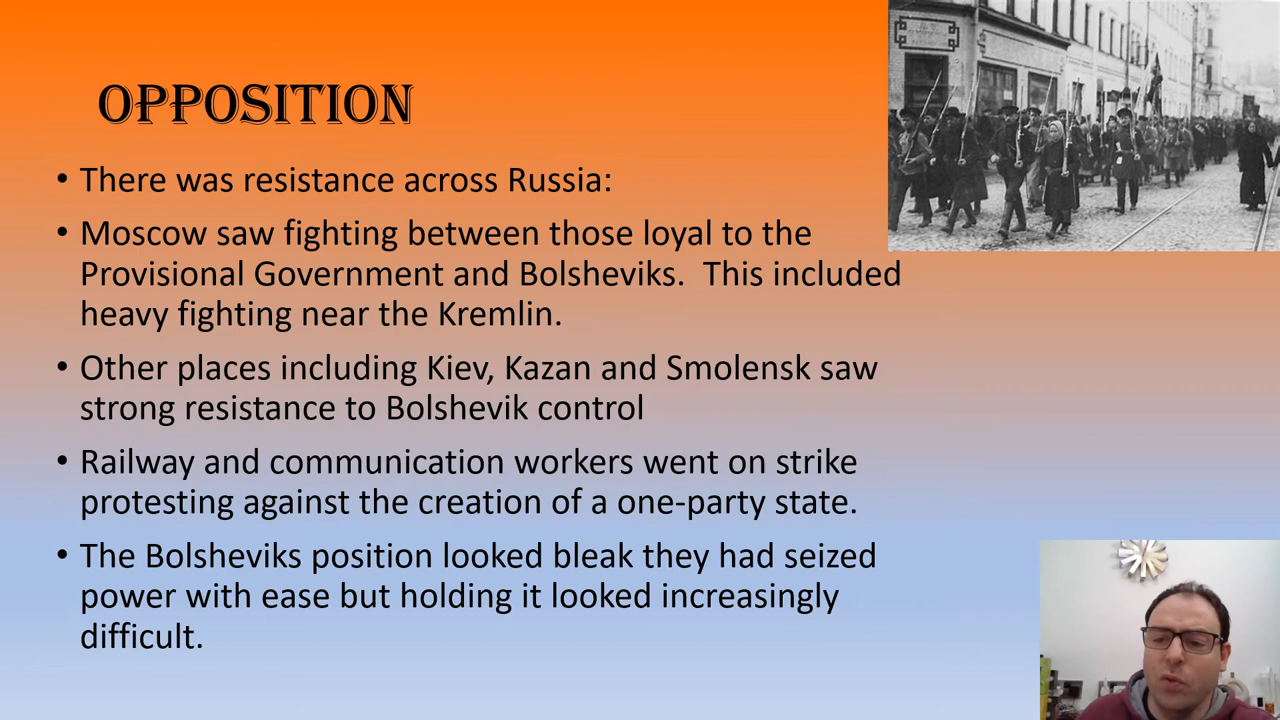 OPPOSITION
• There was resistance across Russia:
• Moscow saw fighting between those loyal to the
Provisional Government and Bolsheviks.  This included
heavy fighting near the Kremlin.
• Other places including Kiev, Kazan and Smolensk saw
strong resistance to Bolshevik control
• Railway and communication workers went on strike
protesting against the creation of a one-party state.
• The Bolsheviks position looked bleak they had seized
power with ease but holding it looked increasingly
difficult.